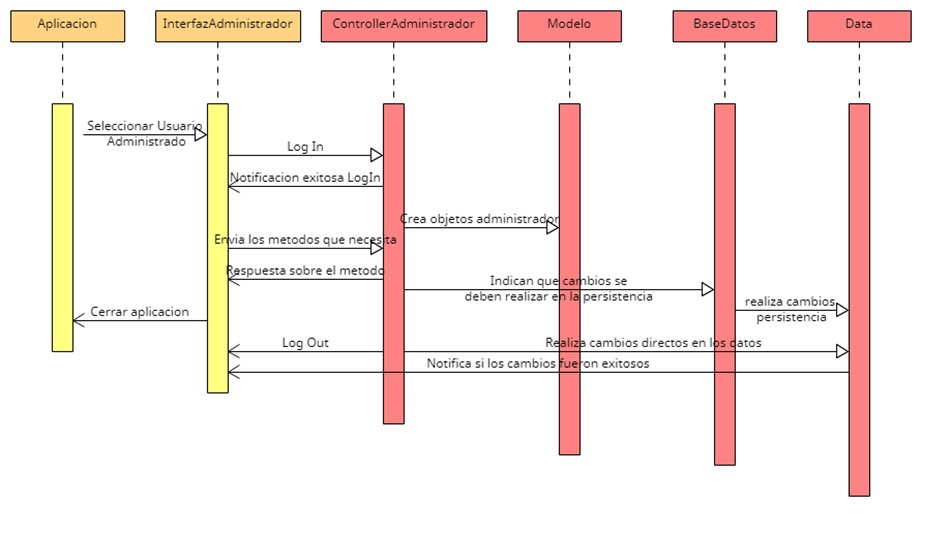 Aplicacion
InterfazAdministrador
ControllerAdministrador
Modelo
BaseDatos
Data
Seleccionar Usuario
Administrado
Log In
Notificacion exitosa LogIn
Crea objetos administrador
Envia los metodos que necesita
Respuesta sobre el metodo
Indican que cambios se
deben realizar en la persistencia
realiza cambios
persistencia
Cerrar aplicacion
Log Out
Realiza cambios directos en los datos
Notifica si los cambios fueron exitosos